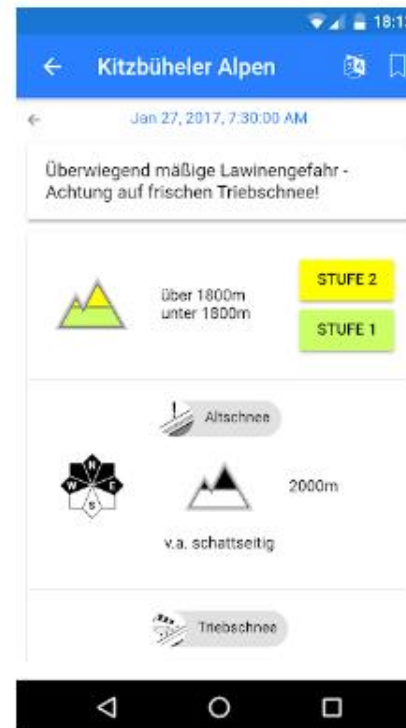 18:1
Kitzbüheler Alpen
Jan 27, 2017, 7:30:00 AM
Überwiegend mäßige Lawinengefahr -
Achtung auf frischen Triebschnee!
über 1800m
unter 1800m
STUFE 2
STUFE 1
Altschnee
N
W E
S
2000m
v.a. schattseitig
Triebschnee